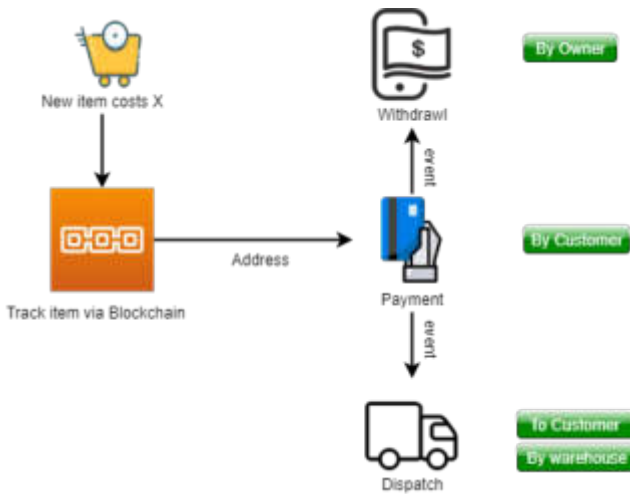 New item costs X
$
Withdrawl
By Owner
event
Track item via Blockchain
Address
Payment
By Customer
event
Dispatch
To Customer
By warehouse